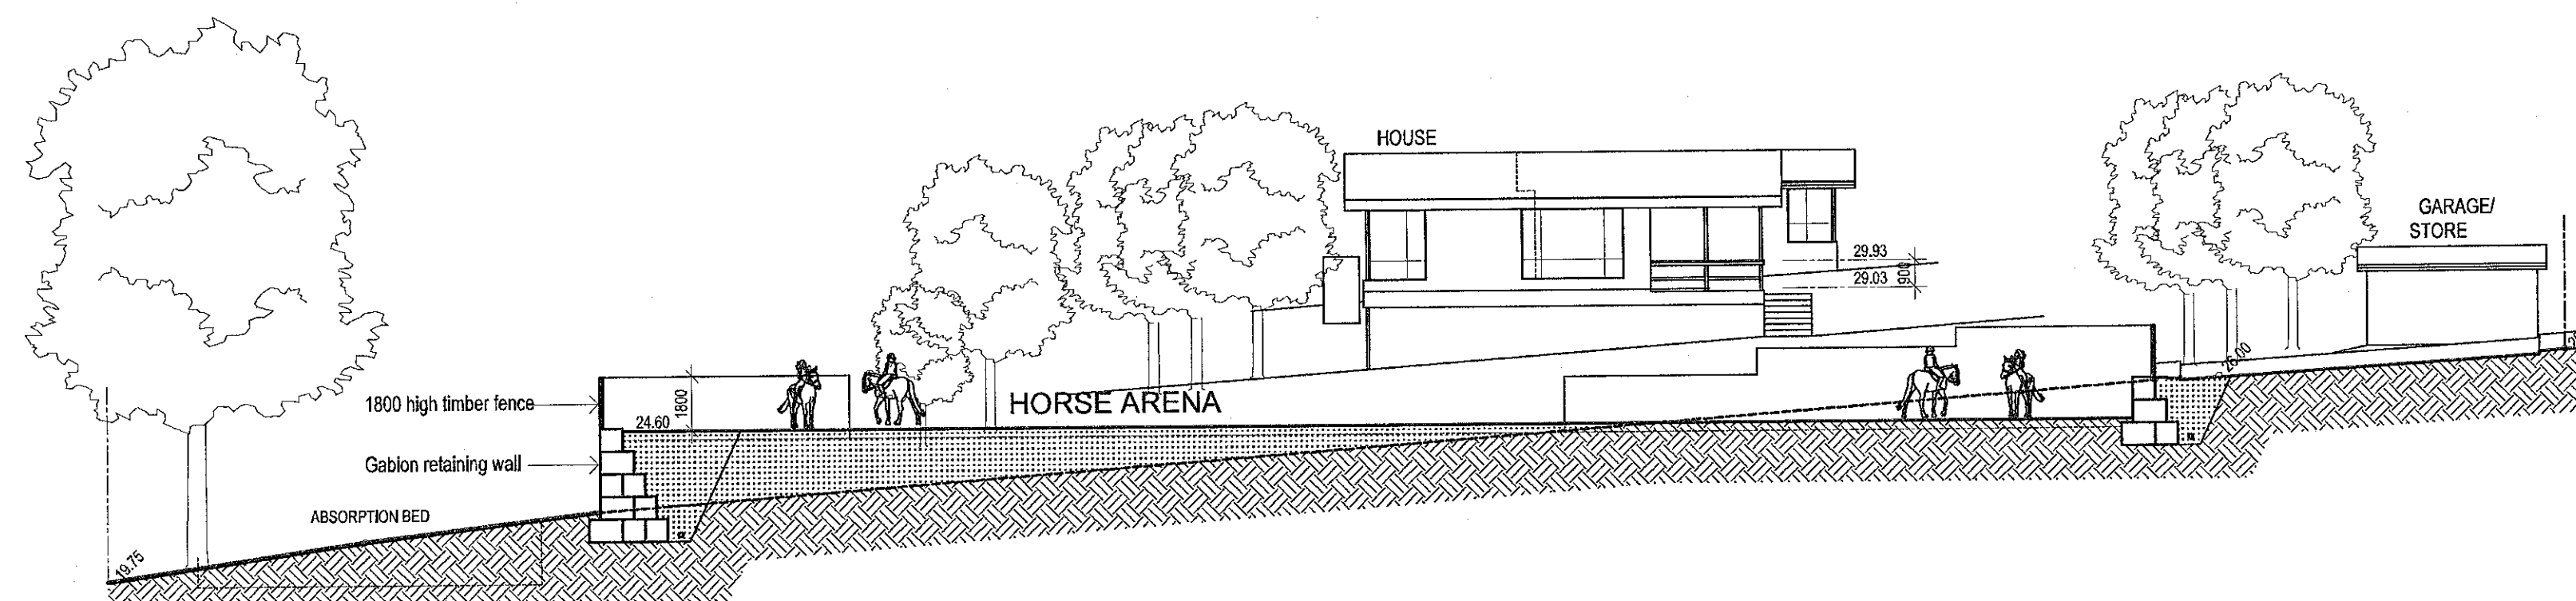 HOUSE
GARAGE/
STORE
29.93
29.03
900
1800 high timber fence
24.60
1800
HORSE ARENA
26.00
Gabion retaining wall
ABSORPTION BED
19.75